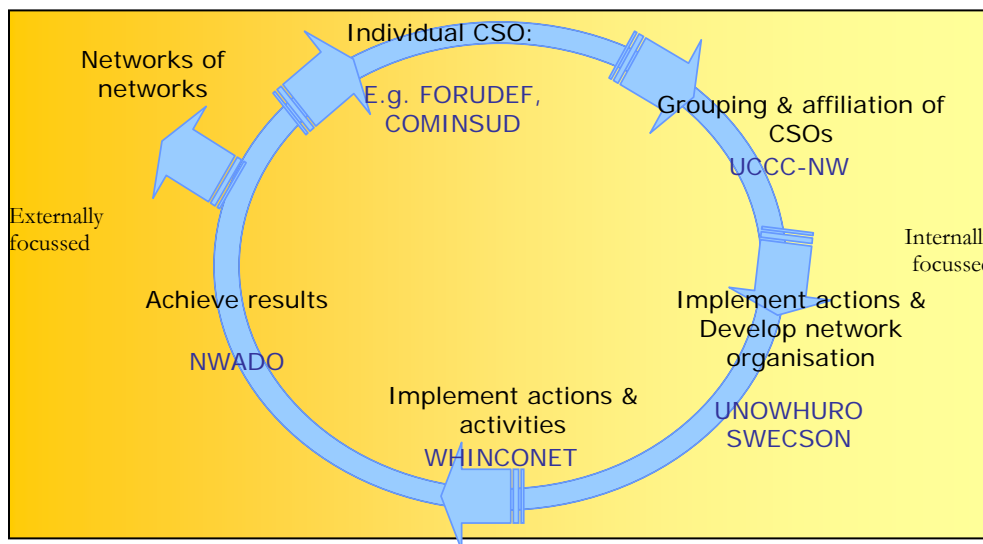 Individual CSO:
E.g. FORUDEF,
COMINSUD
Networks of
networks
Grouping & affiliation of
CSOs
UCCC-NW
Externally
focussed
Internall
focusse
Achieve results
NWADO
Implement actions &
Develop network
organisation
UNOWHURO
SWECSON
Implement actions &
activities
WHINCONET